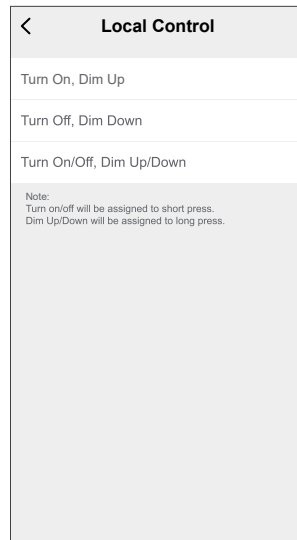 Local Control
Turn On, Dim Up
Turn Off, Dim Down
Turn On/Off, Dim Up/Down
Note:
Turn on/off will be assigned to short press.
Dim Up/Down will be assigned to long press.